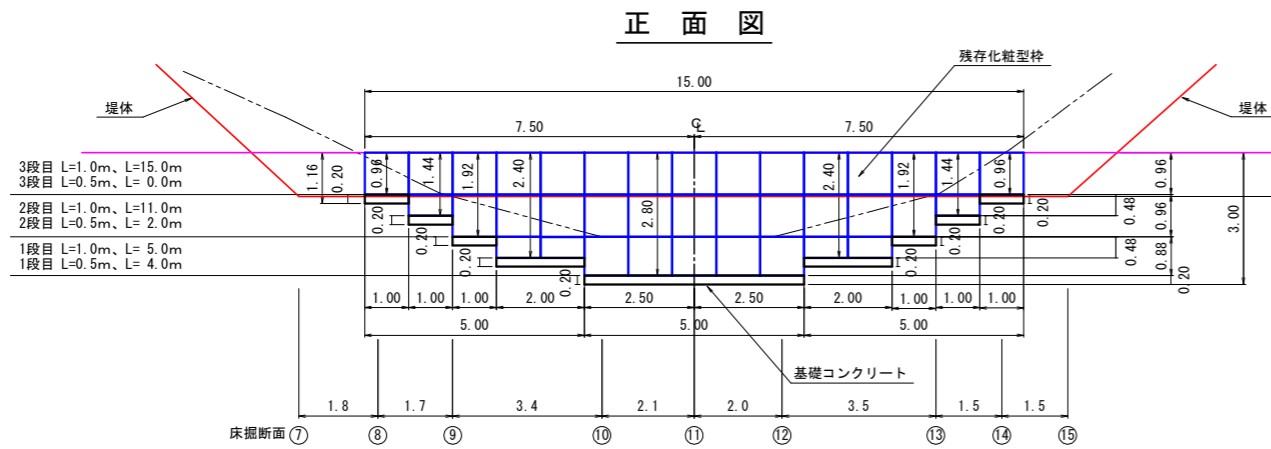 正 面 図
残存化粧型枠
堤体
堤体
15.00
7.50
7.50
℄
3段目 L=1.0m、L=15.0m
3段目 L=0.5m、L= 0.0m
2段目 L=1.0m、L=11.0m
2段目 L=0.5m、L= 2.0m
1段目 L=1.0m、L= 5.0m
1段目 L=0.5m、L= 4.0m
1.16
0.20
0.96
1.44
1.92
2.40
2.80
2.40
1.92
1.44
0.96
0.96
0.20
0.20
0.20
0.20
0.20
0.20
0.20
0.20
0.20
0.48
0.48
0.96
0.88
0.20
3.00
1.00 1.00 1.00 2.00 2.50 2.50 2.00 1.00 1.00 1.00
5.00 5.00 5.00
基礎コンクリート
1.8 1.7 3.4 2.1 2.0 3.5 1.5 1.5
床掘断面 ⑦ ⑧ ⑨ ⑩ ⑪ ⑫ ⑬ ⑭ ⑮